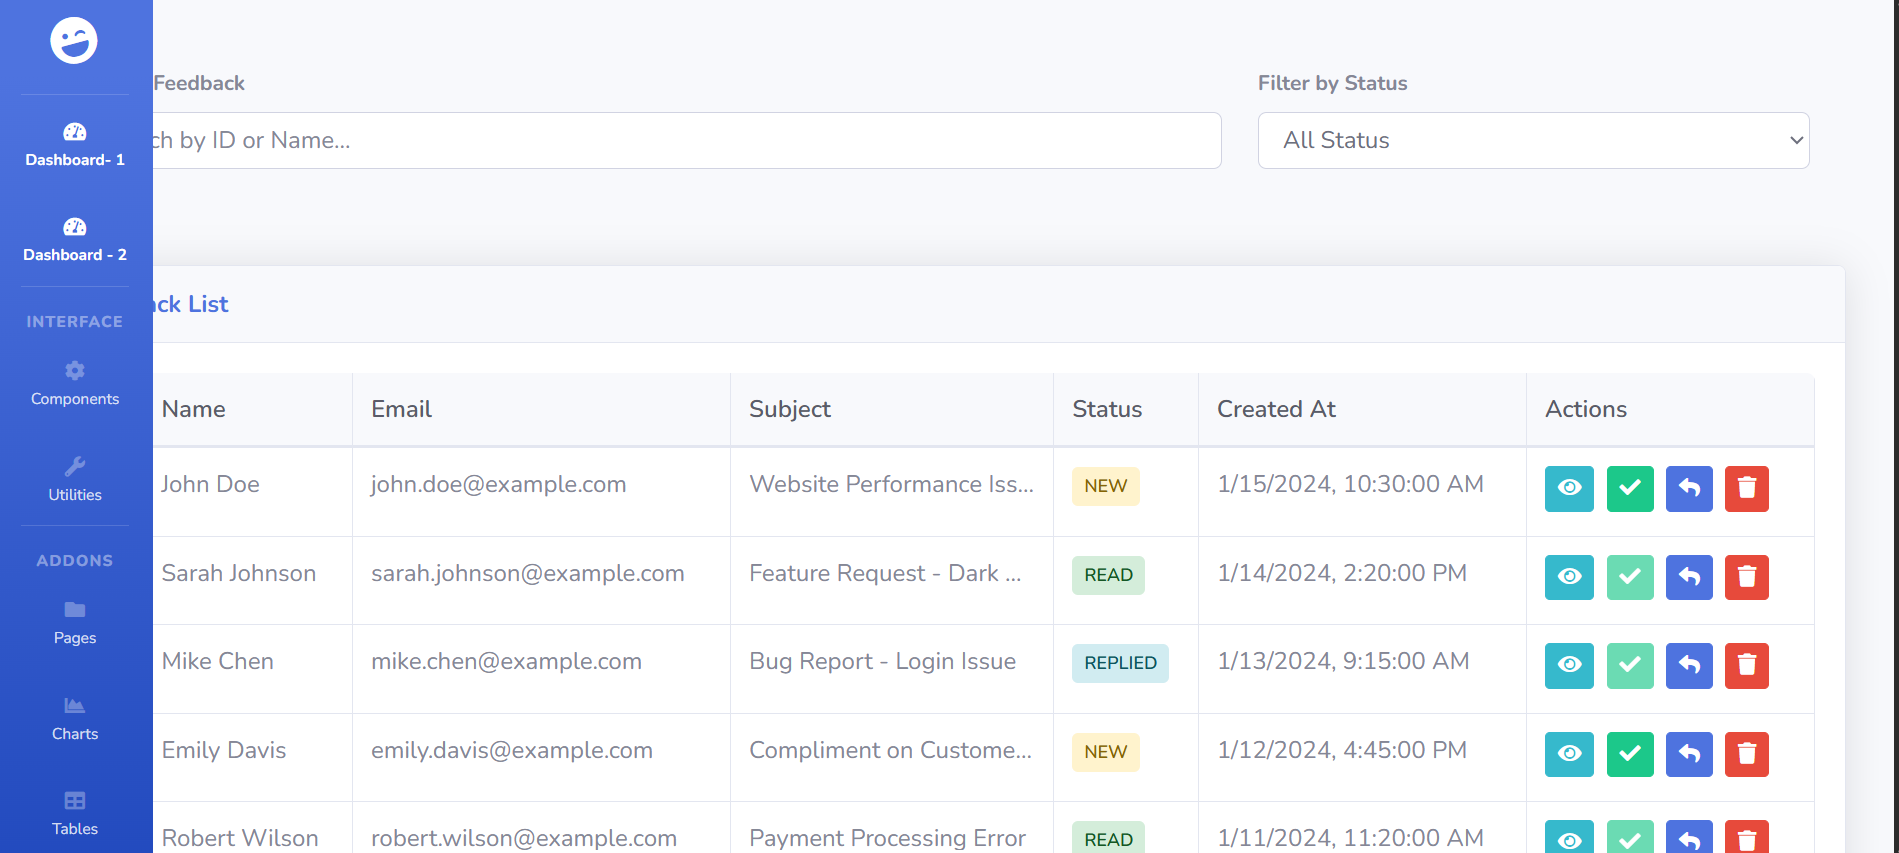 Dashboard- 1
Dashboard - 2
INTERFACE
Components
Utilities
ADDONS
Pages
Charts
Tables
Feedback
Filter by Status
ch by ID or Name...
All Status
ack List
Name Email Subject Status Created At Actions
John Doe john.doe@example.com Website Performance Iss... NEW 1/15/2024, 10:30:00 AM
Sarah Johnson sarah.johnson@example.com Feature Request - Dark ... READ 1/14/2024, 2:20:00 PM
Mike Chen mike.chen@example.com Bug Report - Login Issue REPLIED 1/13/2024, 9:15:00 AM
Emily Davis emily.davis@example.com Compliment on Custome... NEW 1/12/2024, 4:45:00 PM
Robert Wilson robert.wilson@example.com Payment Processing Error READ 1/11/2024, 11:20:00 AM